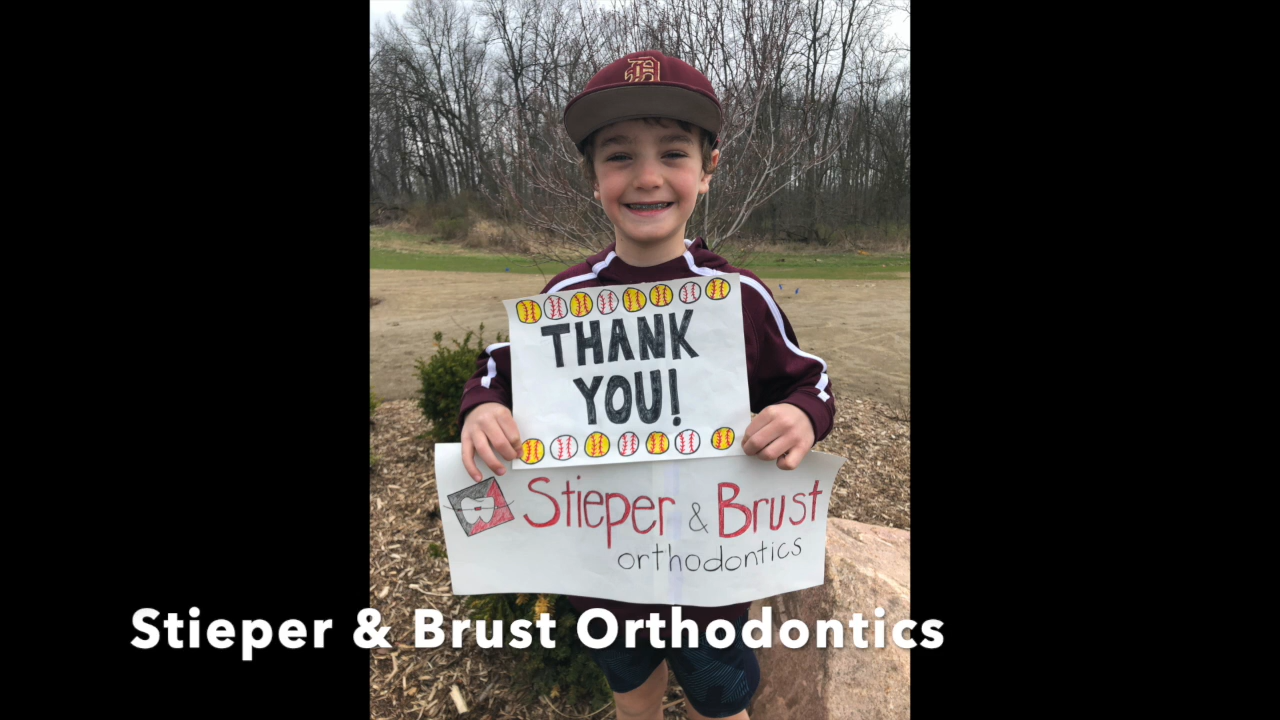 THANK
YOU!
Stieper & Brust
orthodontics
Stieper & Brust Orthodontics